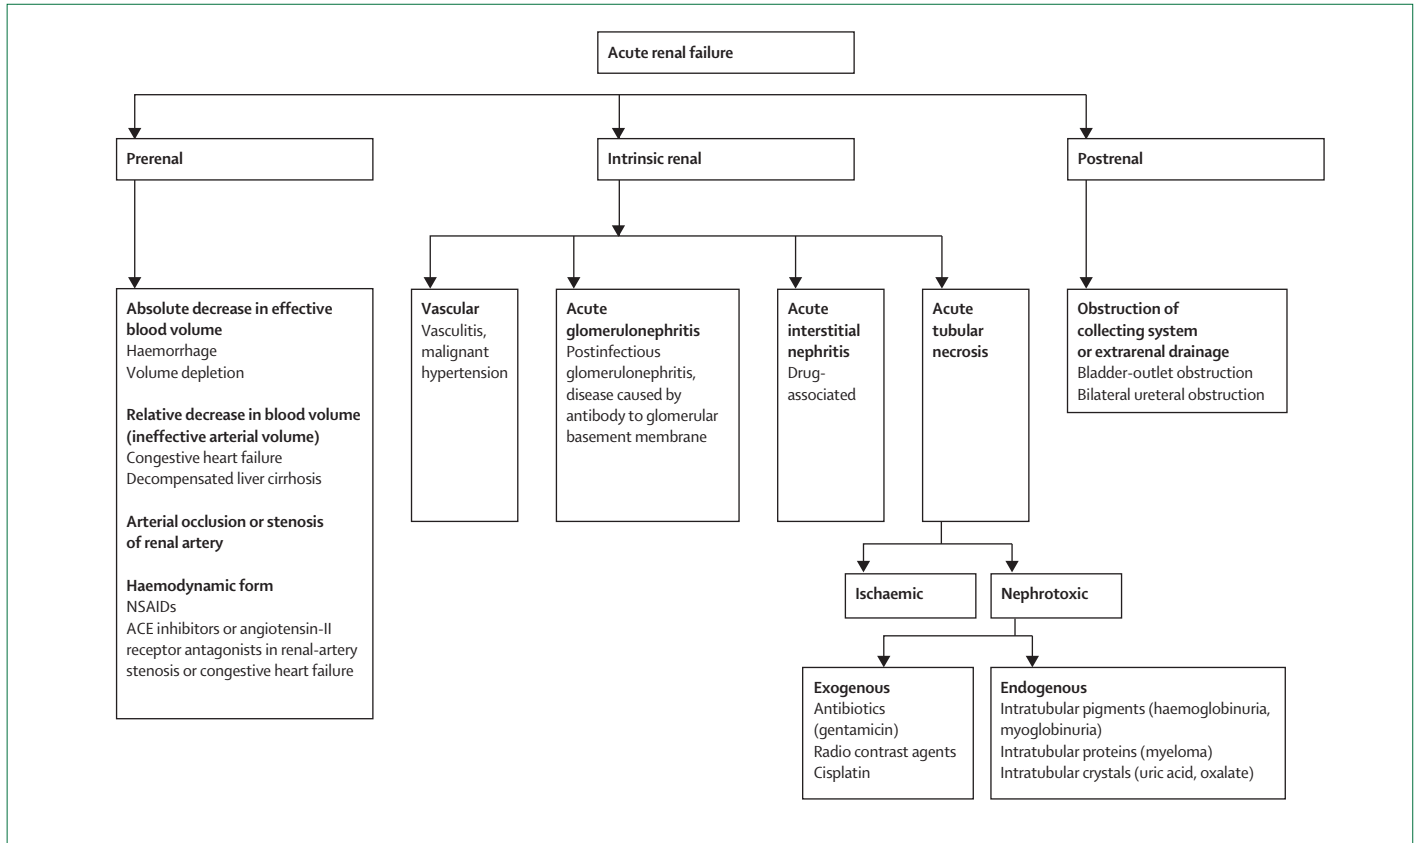 Acute renal failure
Prerenal
Intrinsic renal
Postrenal
Absolute decrease in effective
blood volume
Haemorrhage
Volume depletion
Relative decrease in blood volume
(ineffective arterial volume)
Congestive heart failure
Decompensated liver cirrhosis
Arterial occlusion or stenosis
of renal artery
Haemodynamic form
NSAIDs
ACE inhibitors or angiotensin-II
receptor antagonists in renal-artery
stenosis or congestive heart failure
Vascular
Vasculitis,
malignant
hypertension
Acute
glomerulonephritis
Postinfectious
glomerulonephritis,
disease caused by
antibody to glomerular
basement membrane
Acute
interstitial
nephritis
Drug-
associated
Acute
tubular
necrosis
Obstruction of
collecting system
or extrarenal drainage
Bladder-outlet obstruction
Bilateral ureteral obstruction
Ischaemic
Nephrotoxic
Exogenous
Antibiotics
(gentamicin)
Radio contrast agents
Cisplatin
Endogenous
Intratubular pigments (haemoglobinuria,
myoglobinuria)
Intratubular proteins (myeloma)
Intratubular crystals (uric acid, oxalate)